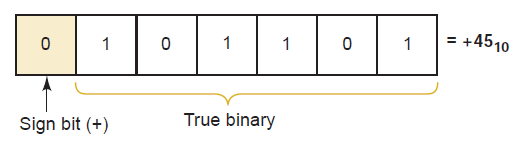 0 1 0 1 1 0 1 = +45₁₀
Sign bit (+) True binary